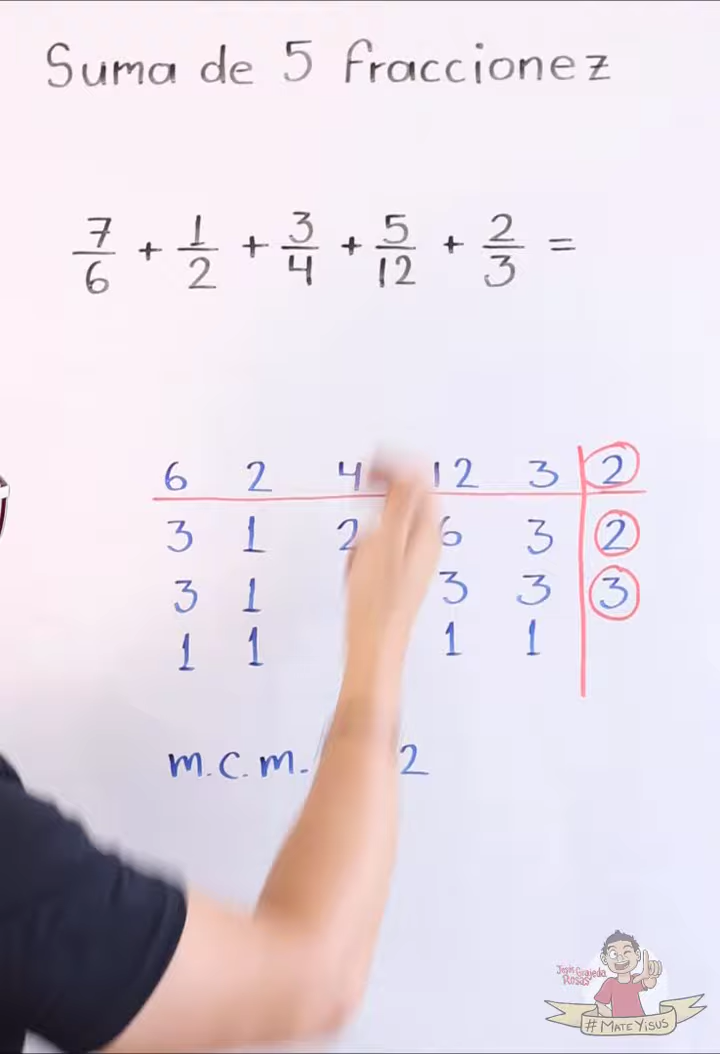 Suma de 5 fraccionez
7/6 + 1/2 + 3/4 + 5/12 + 2/3 =
6 2 4 12 3 2
3 1 2 6 3 2
3 1 3 3 3
1 1 1 1
m.c.m. 2
Jesús Grajeda Rosas
# MATE YISUS